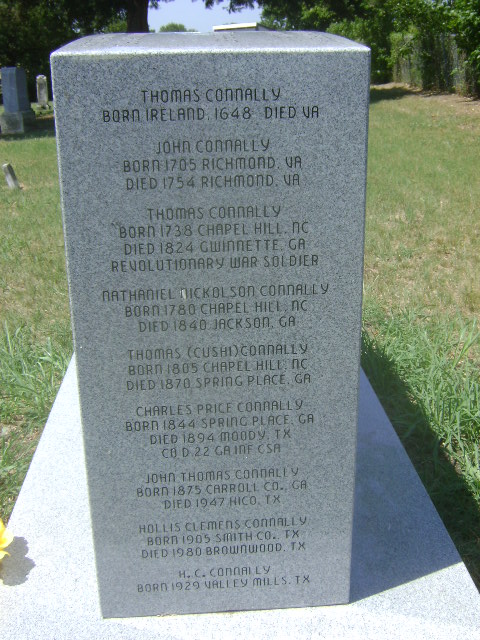 THOMAS CONNALLY
BORN IRELAND, 1648 DIED VA
JOHN CONNALLY
BORN 1705 RICHMOND, VA
DIED 1754 RICHMOND, VA
THOMAS CONNALLY
BORN 1738 CHAPEL HILL, NC
DIED 1824 GWINNETTE, GA
REVOLUTIONARY WAR SOLDIER
NATHANIEL NICKOLSON CONNALLY
BORN 1780 CHAPEL HILL, NC
DIED 1840 JACKSON, GA
THOMAS (CUSHI) CONNALLY
BORN 1805 CHAPEL HILL, NC
DIED 1870 SPRING PLACE, GA
CHARLES PRICE CONNALLY
BORN 1844 SPRING PLACE, GA
DIED 1894 MOODY, TX
CO D. 22 GA INF CSA
JOHN THOMAS CONNALLY
BORN 1875 CARROLL CO., GA
DIED 1947 HICO, TX
HOLLIS CLEMENS CONNALLY
BORN 1905 SMITH CO., TX
DIED 1980 BROWNWOOD, TX
H.C. CONNALLY
BORN 1929 VALLEY MILLS, TX